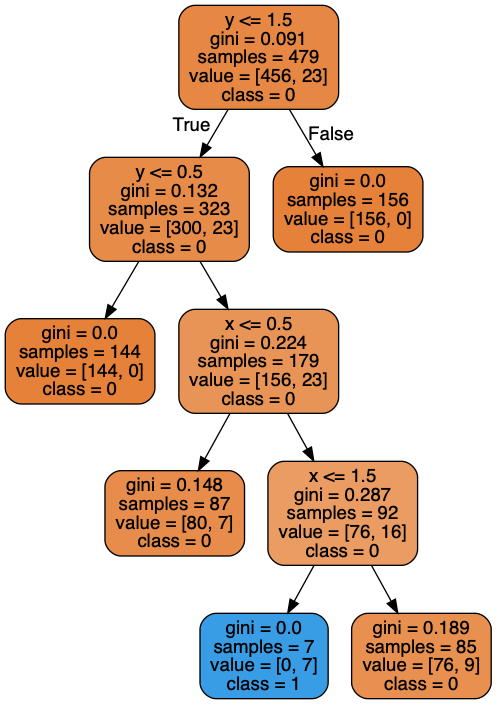 y <= 1.5
gini = 0.091
samples = 479
value = [456, 23]
class = 0
True
False
y <= 0.5
gini = 0.132
samples = 323
value = [300, 23]
class = 0
gini = 0.0
samples = 156
value = [156, 0]
class = 0
gini = 0.0
samples = 144
value = [144, 0]
class = 0
x <= 0.5
gini = 0.224
samples = 179
value = [156, 23]
class = 0
gini = 0.148
samples = 87
value = [80, 7]
class = 0
x <= 1.5
gini = 0.287
samples = 92
value = [76, 16]
class = 0
gini = 0.0
samples = 7
value = [0, 7]
class = 1
gini = 0.189
samples = 85
value = [76, 9]
class = 0